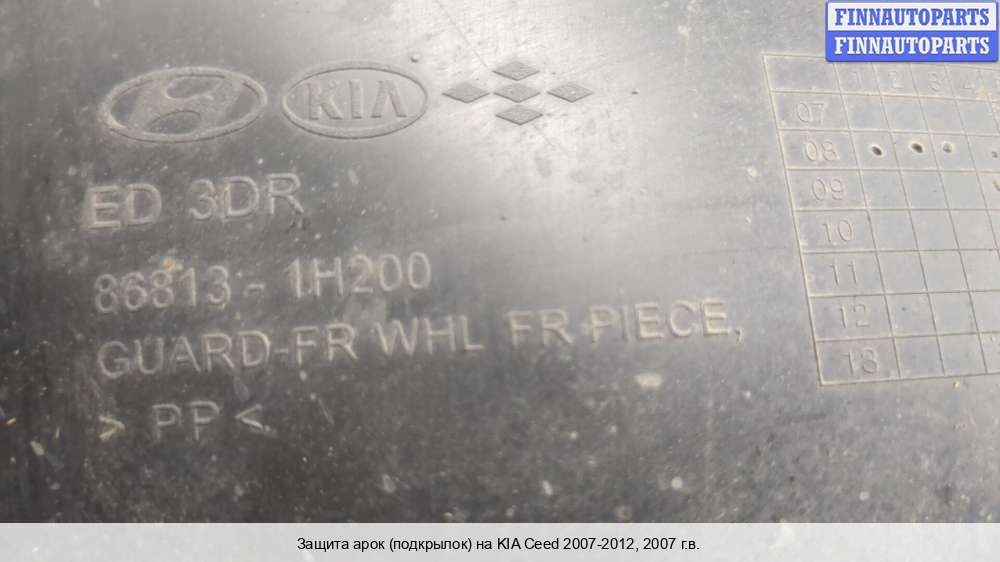 FINNAUTOPARTS
FINNAUTOPARTS
KIA
1 2 3 4
07
08
09
10
11
12
13
ED 3DR
86813-1H200
GUARD-FR WHL FR PIECE,
> PP <
Защита арок (подкрылок) на KIA Ceed 2007-2012, 2007 г.в.